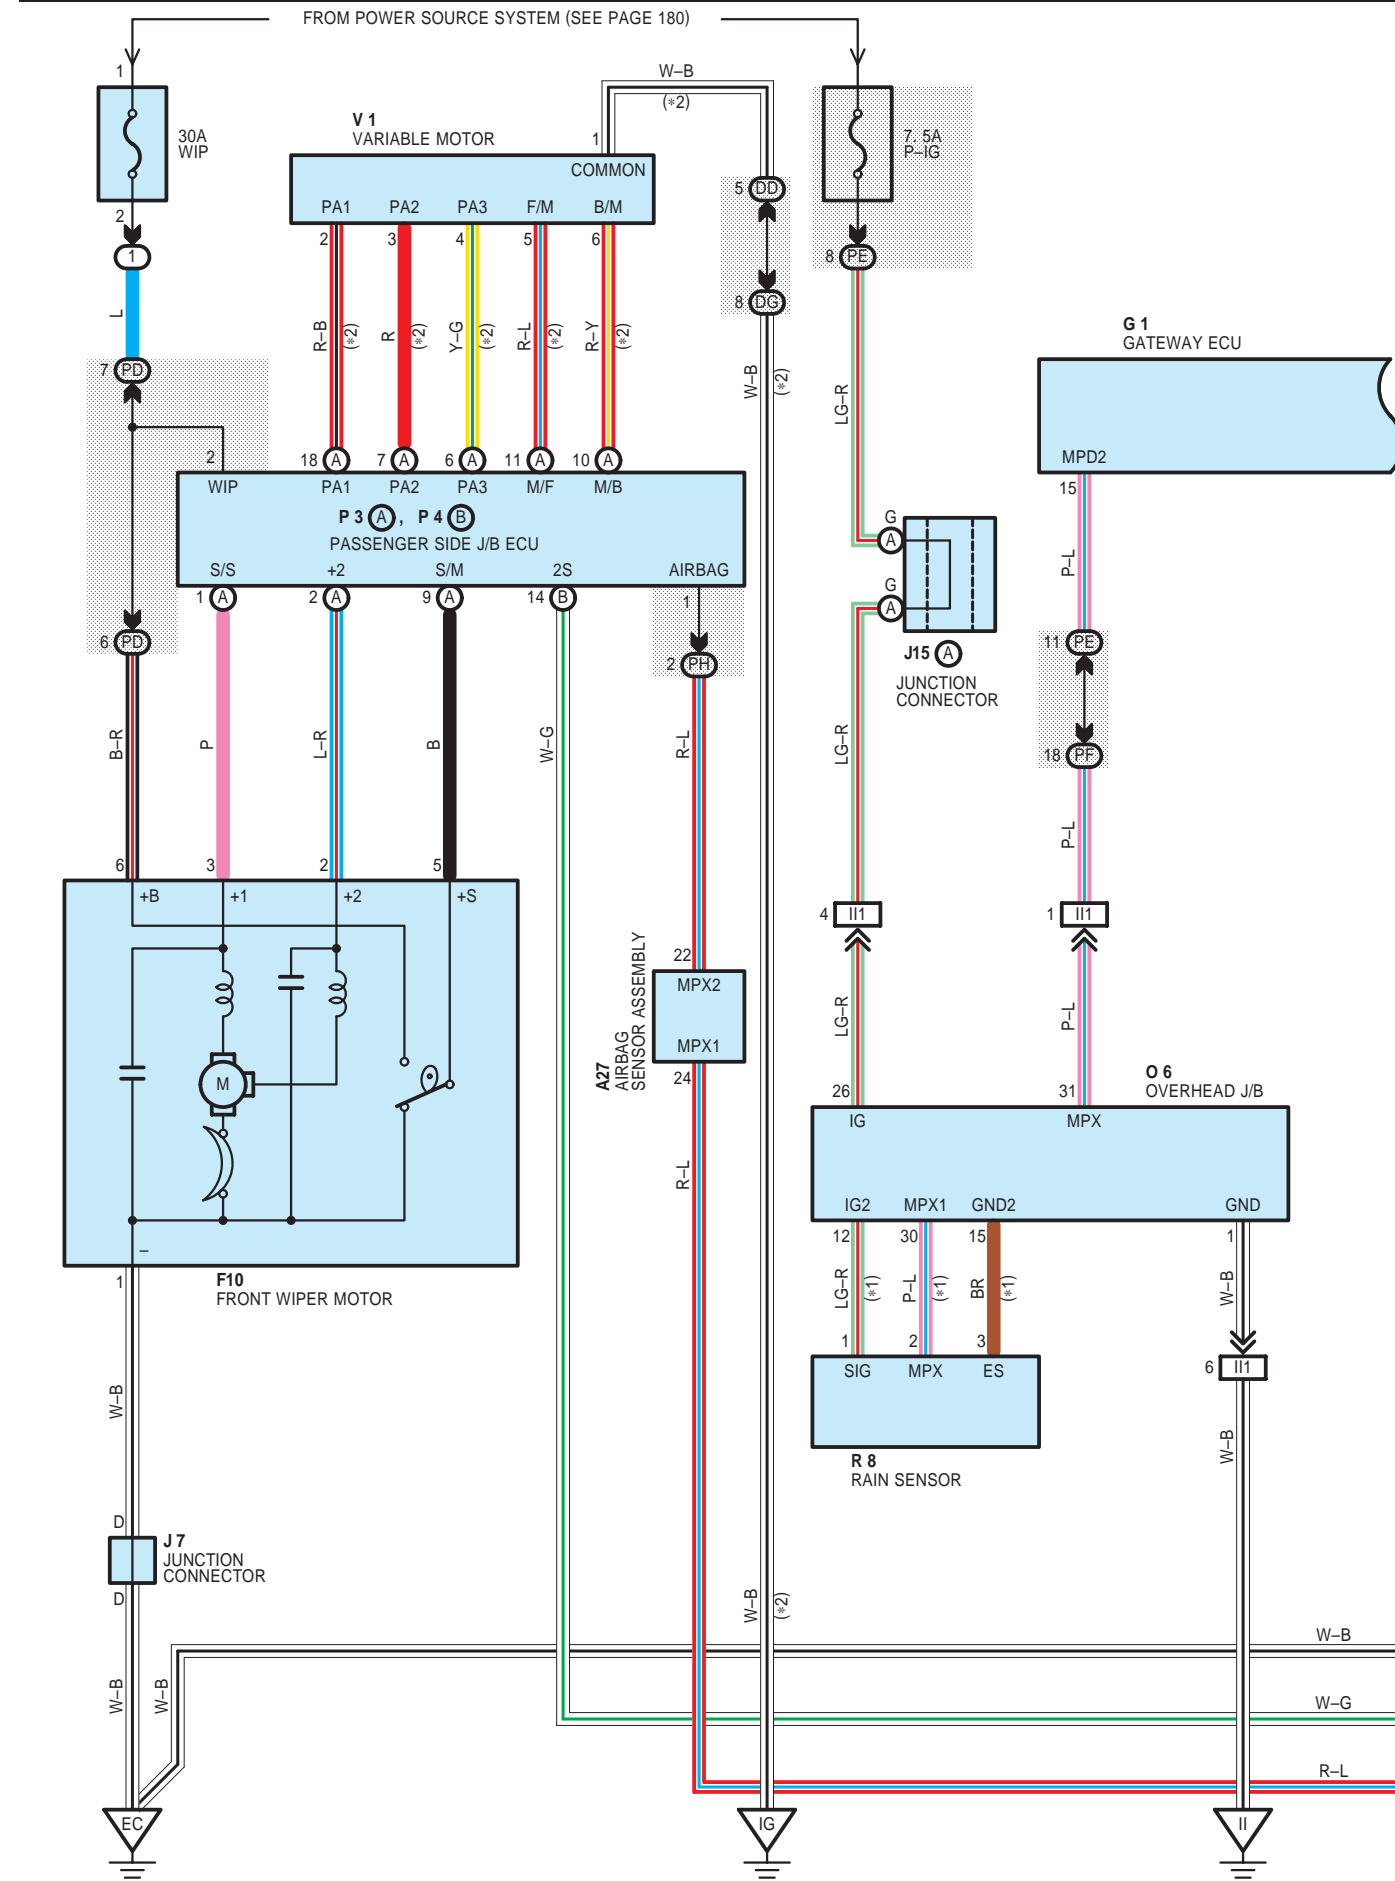 FROM POWER SOURCE SYSTEM (SEE PAGE 180)
1
30A
WIP
2
1
L
7 PD
V 1
VARIABLE MOTOR
W–B
(∗2)
1
COMMON
PA1 PA2 PA3 F/M B/M
2 3 4 5 6
R–B (∗2)
R (∗2)
Y–G (∗2)
R–L (∗2)
R–Y (∗2)
5 DD
8 DG
W–B (∗2)
7. 5A
P–IG
8 PE
LG–R
G 1
GATEWAY ECU
MPD2
15
P–L
2
18 A 7 A 6 A 11 A 10 A
WIP PA1 PA2 PA3 M/F M/B
P 3 A , P 4 B
PASSENGER SIDE J/B ECU
S/S +2 S/M 2S AIRBAG
1 A 2 A 9 A 14 B 1
6 PD
2 PH
G
A
G
A
J15 A
JUNCTION
CONNECTOR
11 PE
18 PF
B–R
P
L–R
B
W–G
R–L
LG–R
P–L
6 3 2 5
+B +1 +2 +S
M
–
1
F10
FRONT WIPER MOTOR
4 II1
1 II1
LG–R
P–L
22
MPX2
MPX1
24
A27
AIRBAG
SENSOR ASSEMBLY
R–L
O 6
OVERHEAD J/B
26 31
IG MPX
IG2 MPX1 GND2 GND
12 30 15 1
LG–R (∗1)
P–L (∗1)
BR (∗1)
W–B
1 2 3
SIG MPX ES
R 8
RAIN SENSOR
6 II1
W–B
W–B
D
J 7
JUNCTION
CONNECTOR
D
W–B
W–B
W–B (∗2)
W–B
W–G
R–L
EC
IG
II